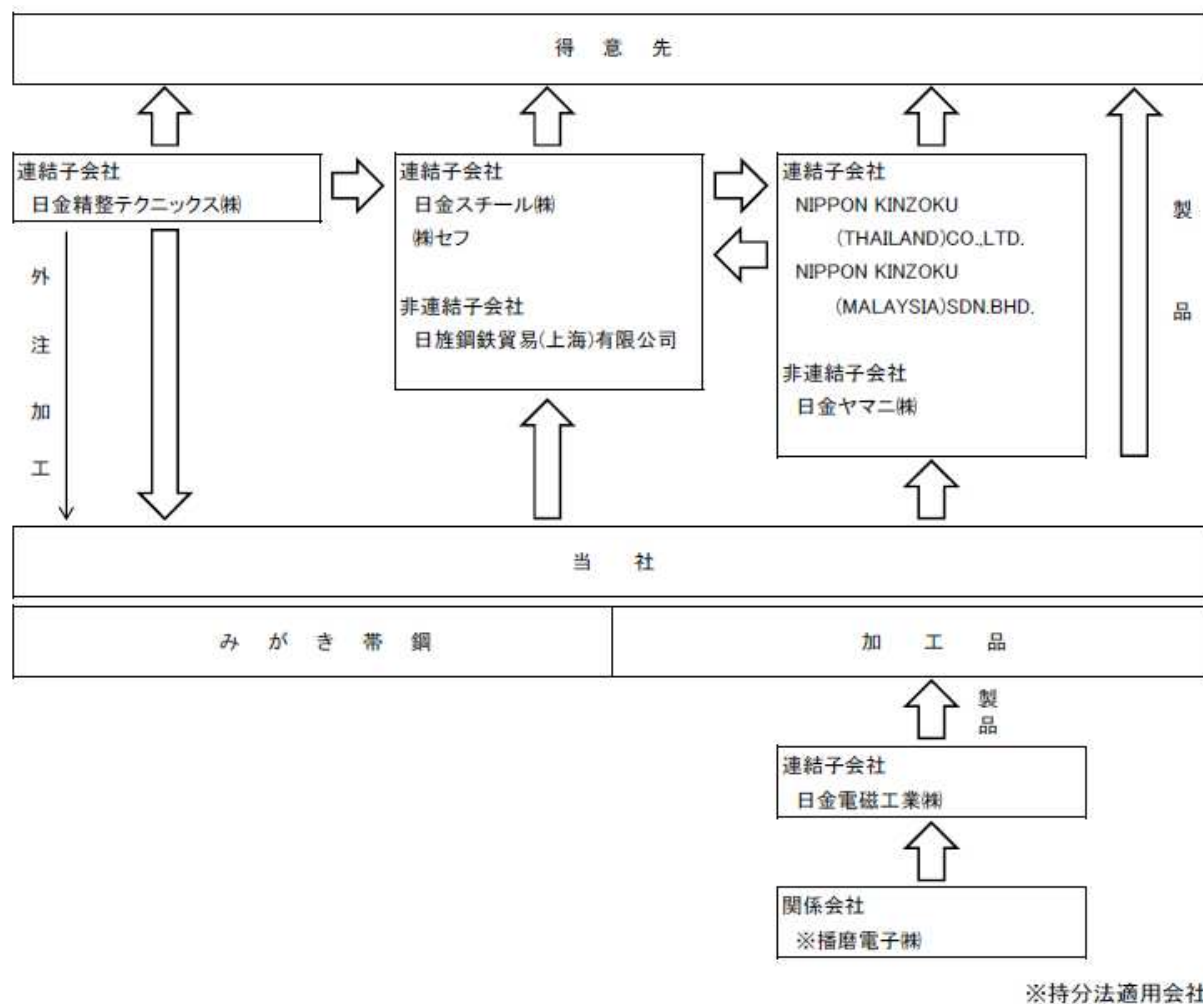 得意先
連結子会社
日金精整テクニックス㈱
連結子会社
日金スチール㈱
㈱セフ
非連結子会社
日旌鋼鉄貿易(上海)有限公司
連結子会社
NIPPON KINZOKU
(THAILAND)CO.,LTD.
NIPPON KINZOKU
(MALAYSIA)SDN.BHD.
非連結子会社
日金ヤマニ㈱
製品
外注加工
当社
みがき帯鋼
加工品
製品
連結子会社
日金電磁工業㈱
関係会社
※播磨電子㈱
※持分法適用会社